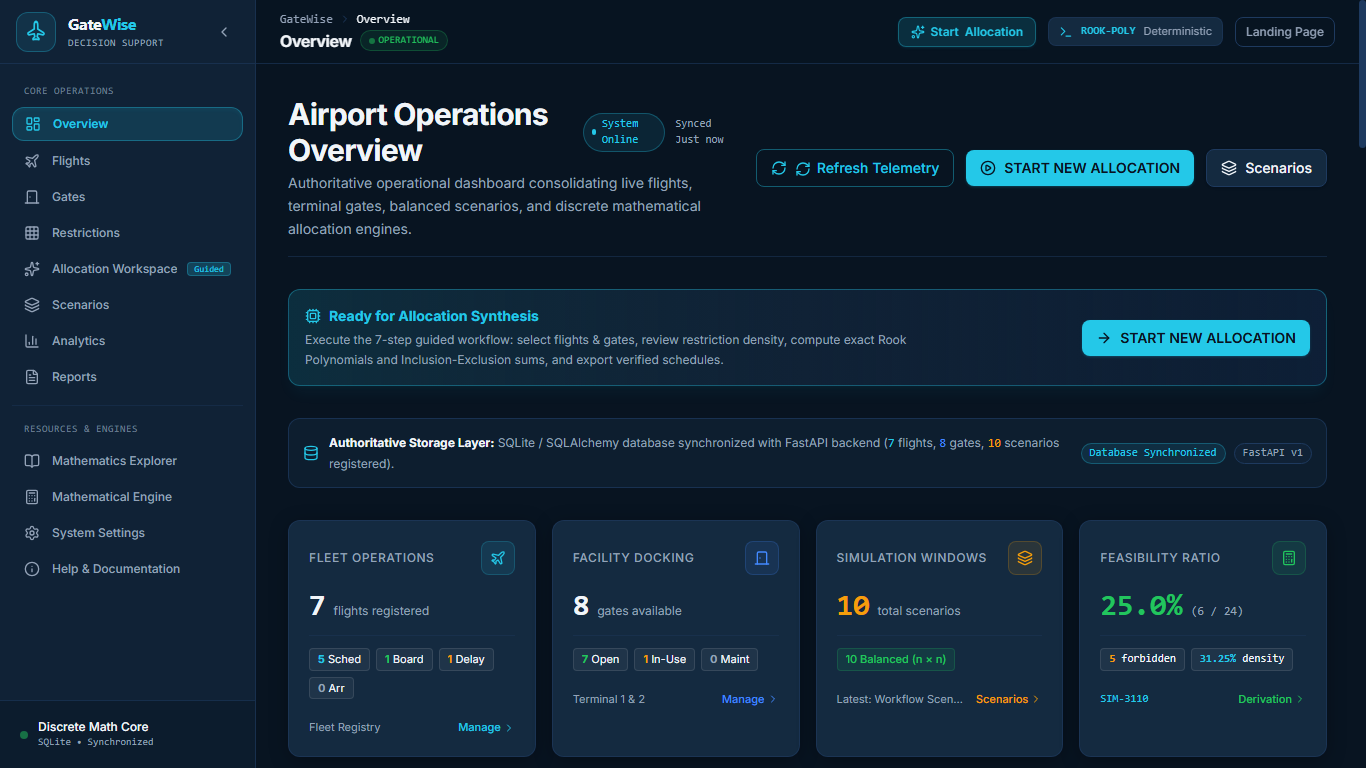 GateWise
DECISION SUPPORT
CORE OPERATIONS
Overview
Flights
Gates
Restrictions
Allocation Workspace Guided
Scenarios
Analytics
Reports
RESOURCES & ENGINES
Mathematics Explorer
Mathematical Engine
System Settings
Help & Documentation
Discrete Math Core
SQLite • Synchronized
GateWise > Overview
Overview OPERATIONAL
Start Allocation
ROOK-POLY Deterministic
Landing Page
Airport Operations
Overview
System
Online
Synced
Just now
Authoritative operational dashboard consolidating live flights,
terminal gates, balanced scenarios, and discrete mathematical
allocation engines.
Refresh Telemetry
START NEW ALLOCATION
Scenarios
Ready for Allocation Synthesis
Execute the 7-step guided workflow: select flights & gates, review restriction density, compute exact Rook
Polynomials and Inclusion-Exclusion sums, and export verified schedules.
START NEW ALLOCATION
Authoritative Storage Layer: SQLite / SQLAlchemy database synchronized with FastAPI backend (7 flights, 8 gates, 10 scenarios
registered).
Database Synchronized
FastAPI v1
FLEET OPERATIONS
7 flights registered
5 Sched 1 Board 1 Delay
0 Arr
Fleet Registry Manage >
FACILITY DOCKING
8 gates available
7 Open 1 In-Use 0 Maint
Terminal 1 & 2 Manage >
SIMULATION WINDOWS
10 total scenarios
10 Balanced (n × n)
Latest: Workflow Scen... Scenarios >
FEASIBILITY RATIO
25.0% (6 / 24)
5 forbidden 31.25% density
SIM-3110 Derivation >